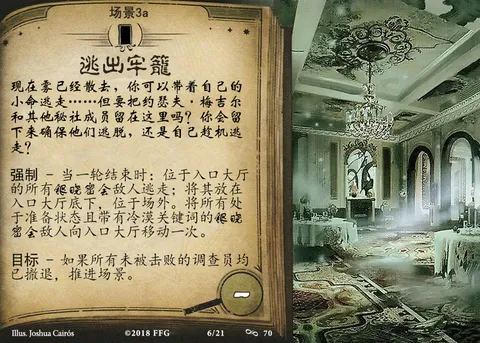 场景3a
逃出牢籠
现在雾已经散去，你可以带着自己的
小命逃走……但要把约瑟夫·梅吉尔
和其他秘社成员留在这里吗？你会留
下来确保他们逃脱，还是自己趁机逃
走？
强制 – 当一轮结束时：位于入口大厅
的所有银晓密会敌人逃走；将其放在
入口大厅底下，位于场外。将所有处
于准备状态且带有冷漠关键词的银晓
密会敌人向入口大厅移动一次。
目标 – 如果所有未被击败的调查员均
已撤退，推进场景。
–
Illus. Joshua Cairós
©2018 FFG
6/21
70